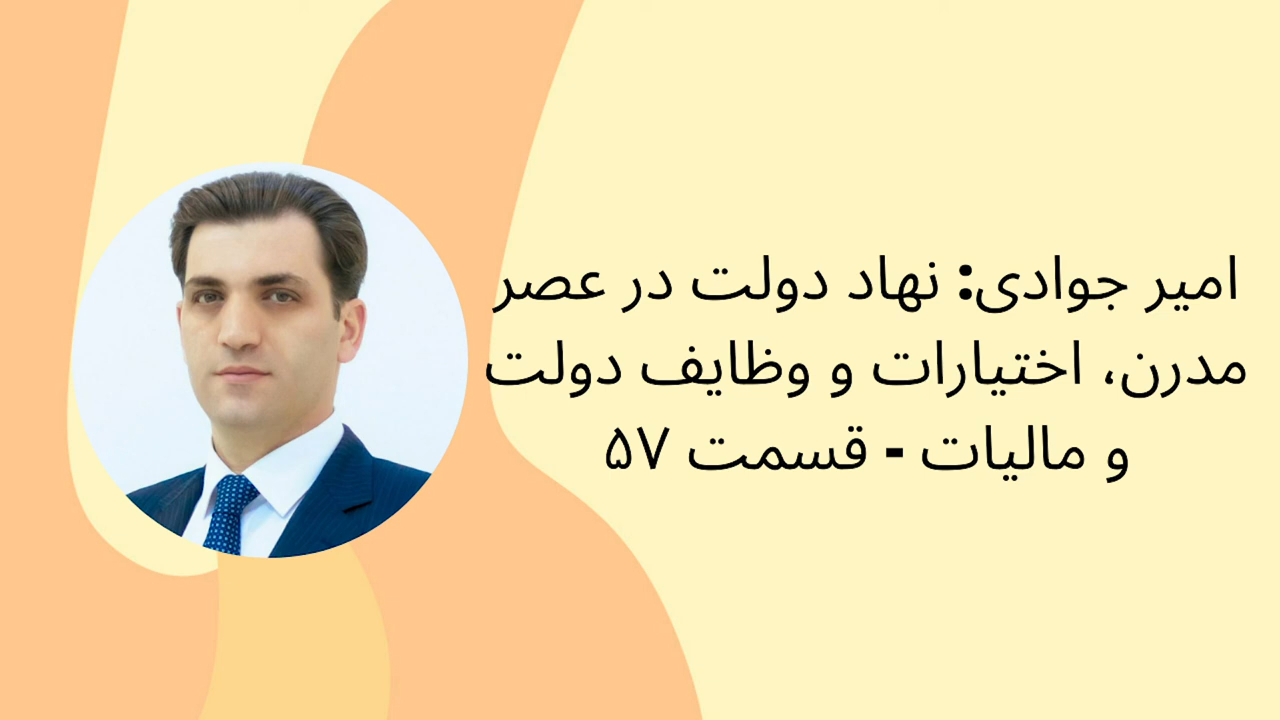 امیر جوادی: نهاد دولت در عصر
مدرن، اختیارات و وظایف دولت
و مالیات - قسمت ۵۷